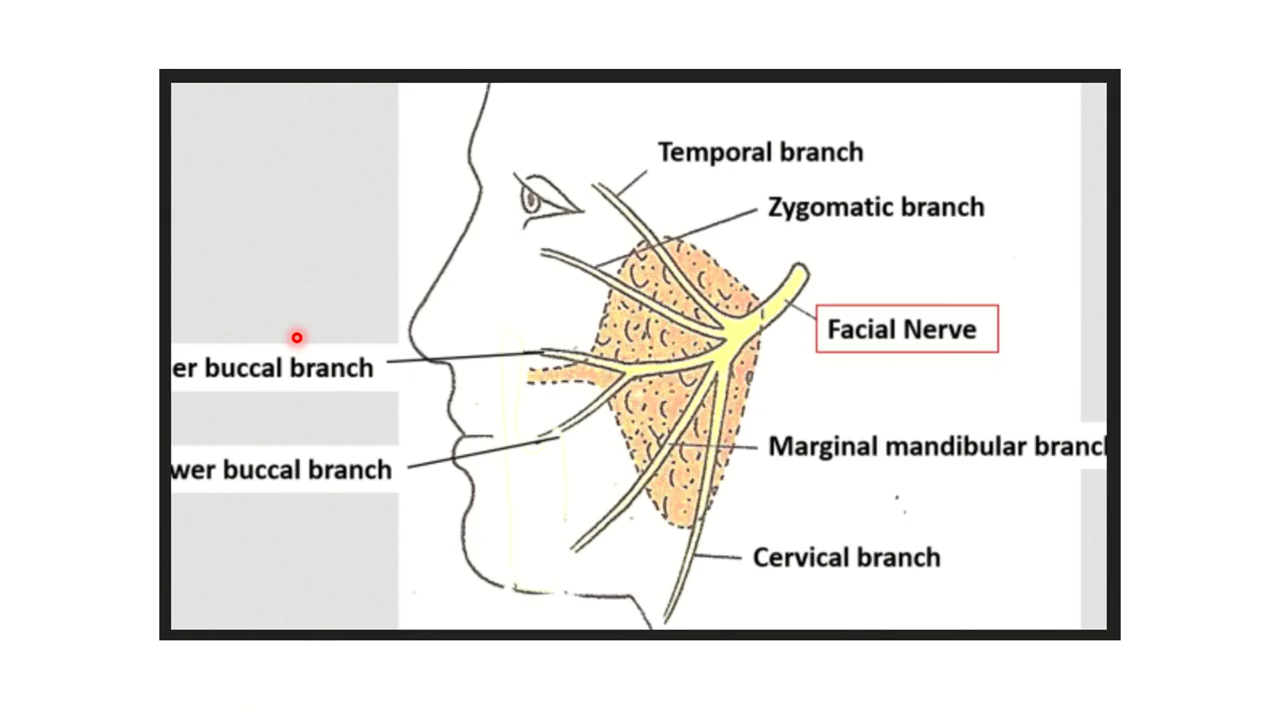 Temporal branch
Zygomatic branch
Facial Nerve
er buccal branch
Marginal mandibular branc
wer buccal branch
Cervical branch